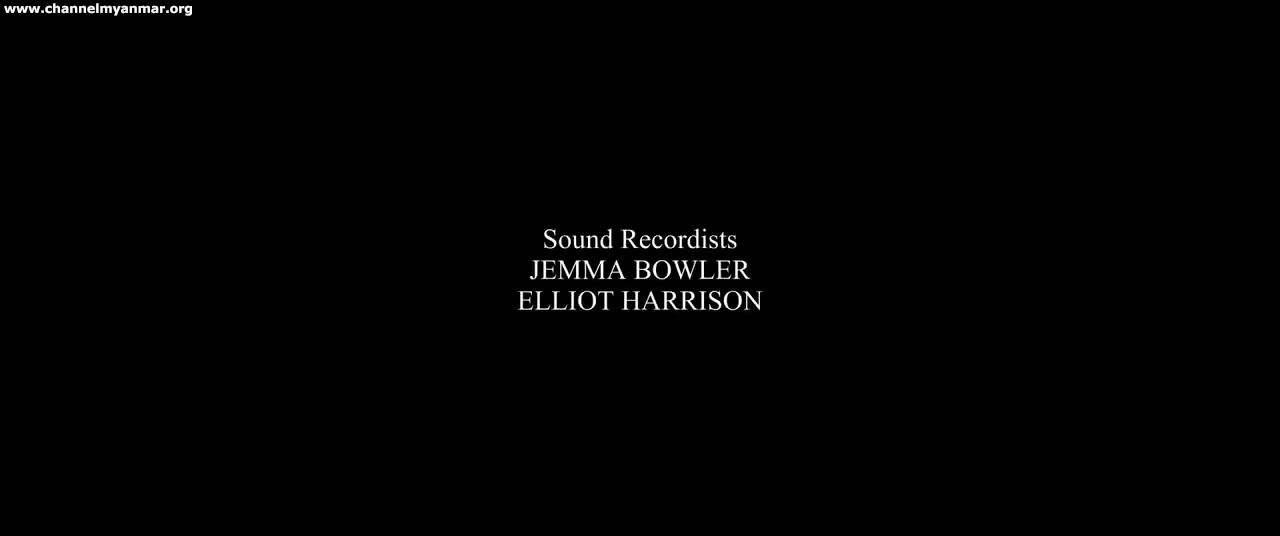 www.channelmyanmar.org
Sound Recordists
JEMMA BOWLER
ELLIOT HARRISON